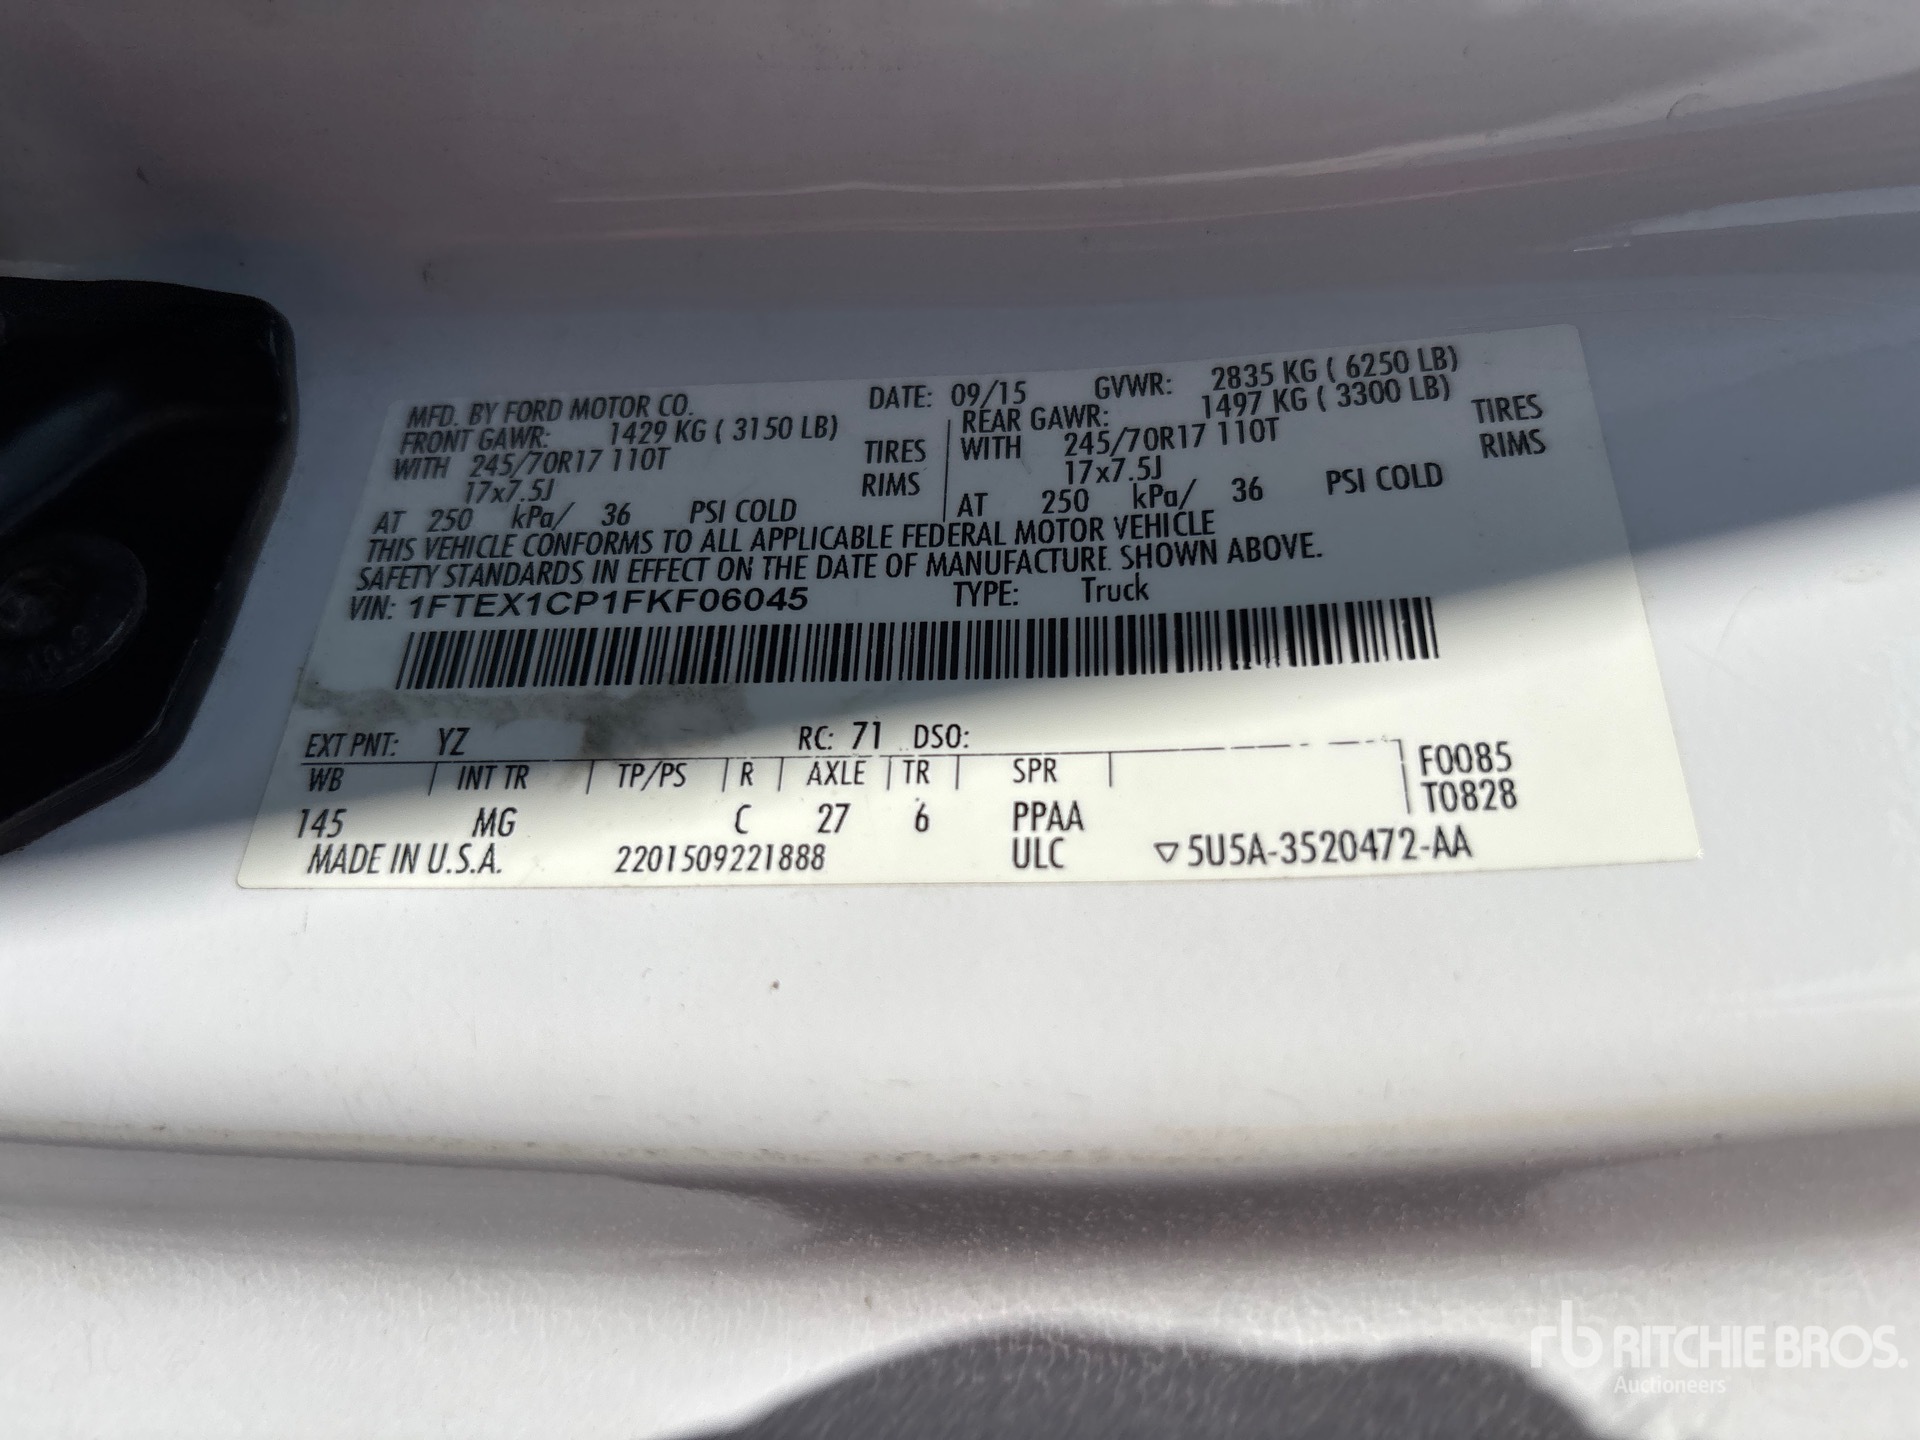 MFD. BY FORD MOTOR CO. DATE: 09/15 GVWR: 2835 KG ( 6250 LB)
FRONT GAWR: 1429 KG ( 3150 LB) REAR GAWR: 1497 KG ( 3300 LB)
WITH 245/70R17 110T TIRES WITH 245/70R17 110T TIRES
17x7.5J RIMS 17x7.5J RIMS
AT 250 kPa/ 36 PSI COLD AT 250 kPa/ 36 PSI COLD
THIS VEHICLE CONFORMS TO ALL APPLICABLE FEDERAL MOTOR VEHICLE
SAFETY STANDARDS IN EFFECT ON THE DATE OF MANUFACTURE SHOWN ABOVE.
VIN: 1FTEX1CP1FKF06045 TYPE: Truck
EXT PNT: YZ RC: 71 DSO:
WB INT TR TP/PS R AXLE TR SPR F0085
145 MG C 27 6 PPAA T0828
MADE IN U.S.A. 2201509221888 ULC ▽5U5A-3520472-AA
rb RITCHIE BROS.
Auctioneers